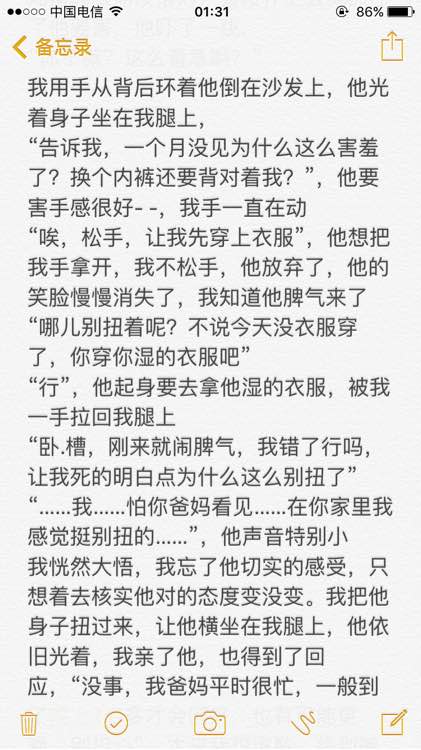 中国电信
01:31
86%
备忘录
我用手从背后环着他倒在沙发上，他光
着身子坐在我腿上，
“告诉我，一个月没见为什么这么害羞
了？换个内裤还要背对着我？”，他要
害手感很好- -，我手一直在动
“唉，松手，让我先穿上衣服”，他想把
我手拿开，我不松手，他放弃了，他的
笑脸慢慢消失了，我知道他脾气来了
“哪儿别扭着呢？不说今天没衣服穿
了，你穿你湿的衣服吧”
“行”，他起身要去拿他湿的衣服，被我
一手拉回我腿上
“卧.槽，刚来就闹脾气，我错了行吗，
让我死的明白点为什么这么别扭了”
“……我……怕你爸妈看见……在你家里我
感觉挺别扭的……”，他声音特别小
我恍然大悟，我忘了他切实的感受，只
想着去核实他对的态度变没变。我把他
身子扭过来，让他横坐在我腿上，他依
旧光着，我亲了他，也得到了回
应，“没事，我爸妈平时很忙，一般到